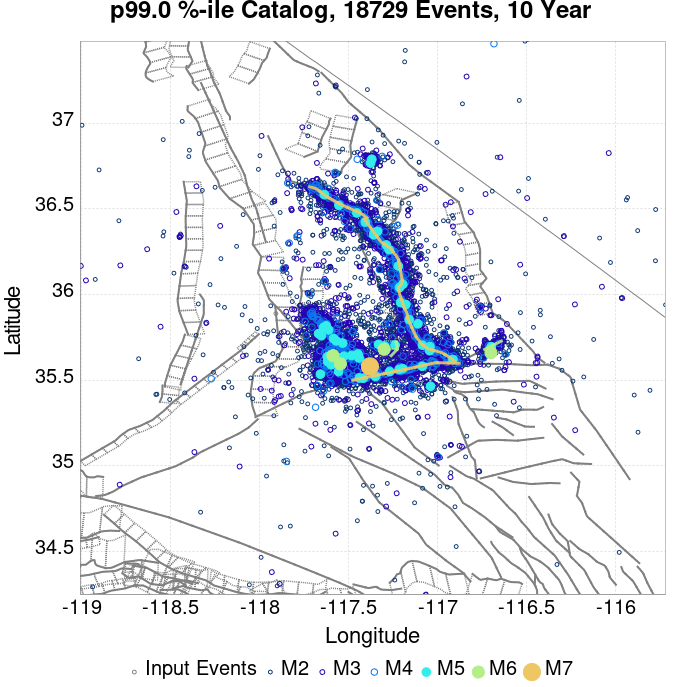 p99.0 %-ile Catalog, 18729 Events, 10 Year
37
36.5
36
35.5
35
34.5
Latitude
-119 -118.5 -118 -117.5 -117 -116.5 -116
Longitude
Input Events M2 M3 M4 M5 M6 M7